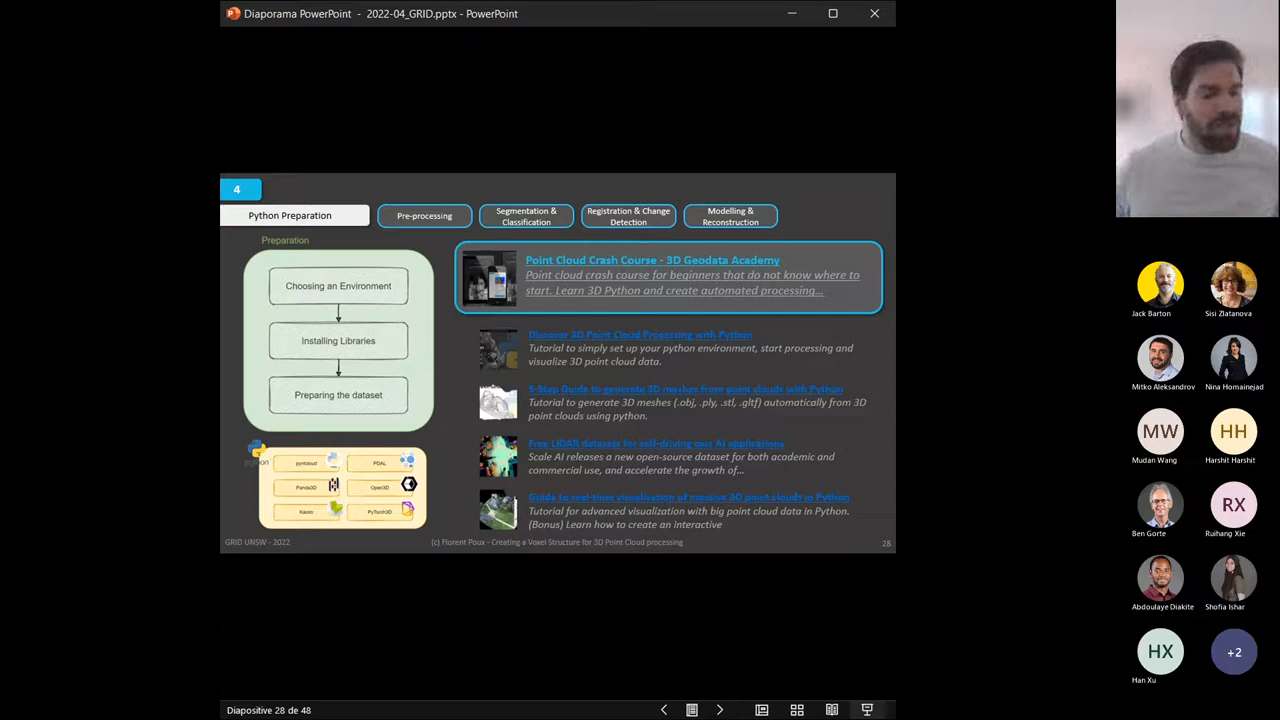 Diaporama PowerPoint - 2022-04_GRID.pptx - PowerPoint
4
Python Preparation
Pre-processing
Segmentation &
Classification
Registration & Change
Detection
Modelling &
Reconstruction
Preparation
Choosing an Environment
Installing Libraries
Preparing the dataset
Python
pyntcloud
PDAL
Panda3D
Open3D
Kaolin
PyTorch3D
Point Cloud Crash Course - 3D Geodata Academy
Point cloud crash course for beginners that do not know where to
start. Learn 3D Python and create automated processing...
Discover 3D Point Cloud Processing with Python
Tutorial to simply set up your python environment, start processing and
visualize 3D point cloud data.
5-Step Guide to generate 3D meshes from point clouds with Python
Tutorial to generate 3D meshes (.obj, .ply, .stl, .gltf) automatically from 3D
point clouds using python.
Free LiDAR datasets for self-driving cars AI applications
Scale AI releases a new open-source dataset for both academic and
commercial use, and accelerate the growth of...
Guide to real-time visualisation of massive 3D point clouds in Python
Tutorial for advanced visualization with big point cloud data in Python.
(Bonus) Learn how to create an interactive
GRID UNSW - 2022
(c) Florent Poux - Creating a Voxel Structure for 3D Point Cloud processing
28
Diapositive 28 de 48
Jack Barton
Sisi Zlatanova
Mitko Aleksandrov
Nina Homainejad
MW
HH
Mudan Wang
Harshit Harshit
RX
Ben Gorte
Ruihang Xie
Abdoulaye Diakite
Shofia Ishar
HX
+2
Han Xu